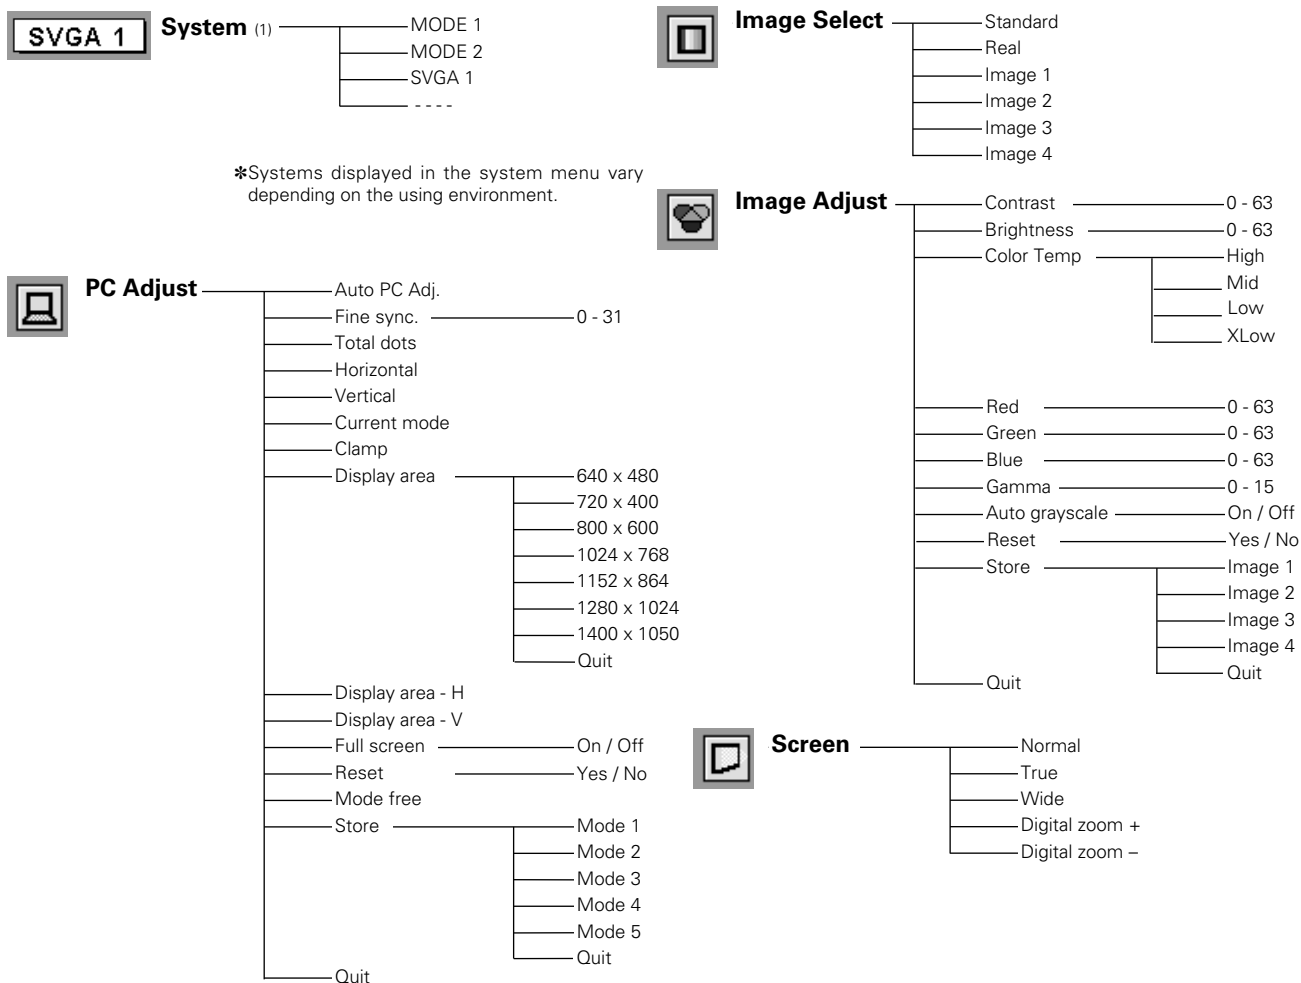 SVGA 1
System (1)
MODE 1
MODE 2
SVGA 1
- - - -
✽Systems displayed in the system menu vary
depending on the using environment.
PC Adjust
Auto PC Adj.
Fine sync. 0 - 31
Total dots
Horizontal
Vertical
Current mode
Clamp
Display area
640 x 480
720 x 400
800 x 600
1024 x 768
1152 x 864
1280 x 1024
1400 x 1050
Quit
Display area - H
Display area - V
Full screen On / Off
Reset Yes / No
Mode free
Store
Mode 1
Mode 2
Mode 3
Mode 4
Mode 5
Quit
Quit
Image Select
Standard
Real
Image 1
Image 2
Image 3
Image 4
Image Adjust
Contrast 0 - 63
Brightness 0 - 63
Color Temp
High
Mid
Low
XLow
Red 0 - 63
Green 0 - 63
Blue 0 - 63
Gamma 0 - 15
Auto grayscale On / Off
Reset Yes / No
Store
Image 1
Image 2
Image 3
Image 4
Quit
Quit
Screen
Normal
True
Wide
Digital zoom +
Digital zoom –